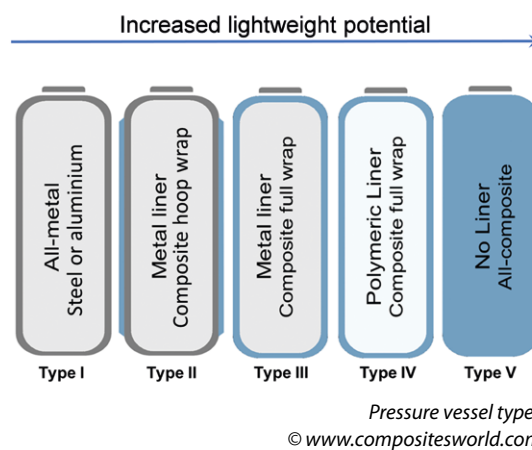 Increased lightweight potential
All-metal
Steel or aluminium
Metal liner
Composite hoop wrap
Metal liner
Composite full wrap
Polymeric Liner
Composite full wrap
No Liner
All-composite
Type I
Type II
Type III
Type IV
Type V
Pressure vessel type
© www.compositesworld.con